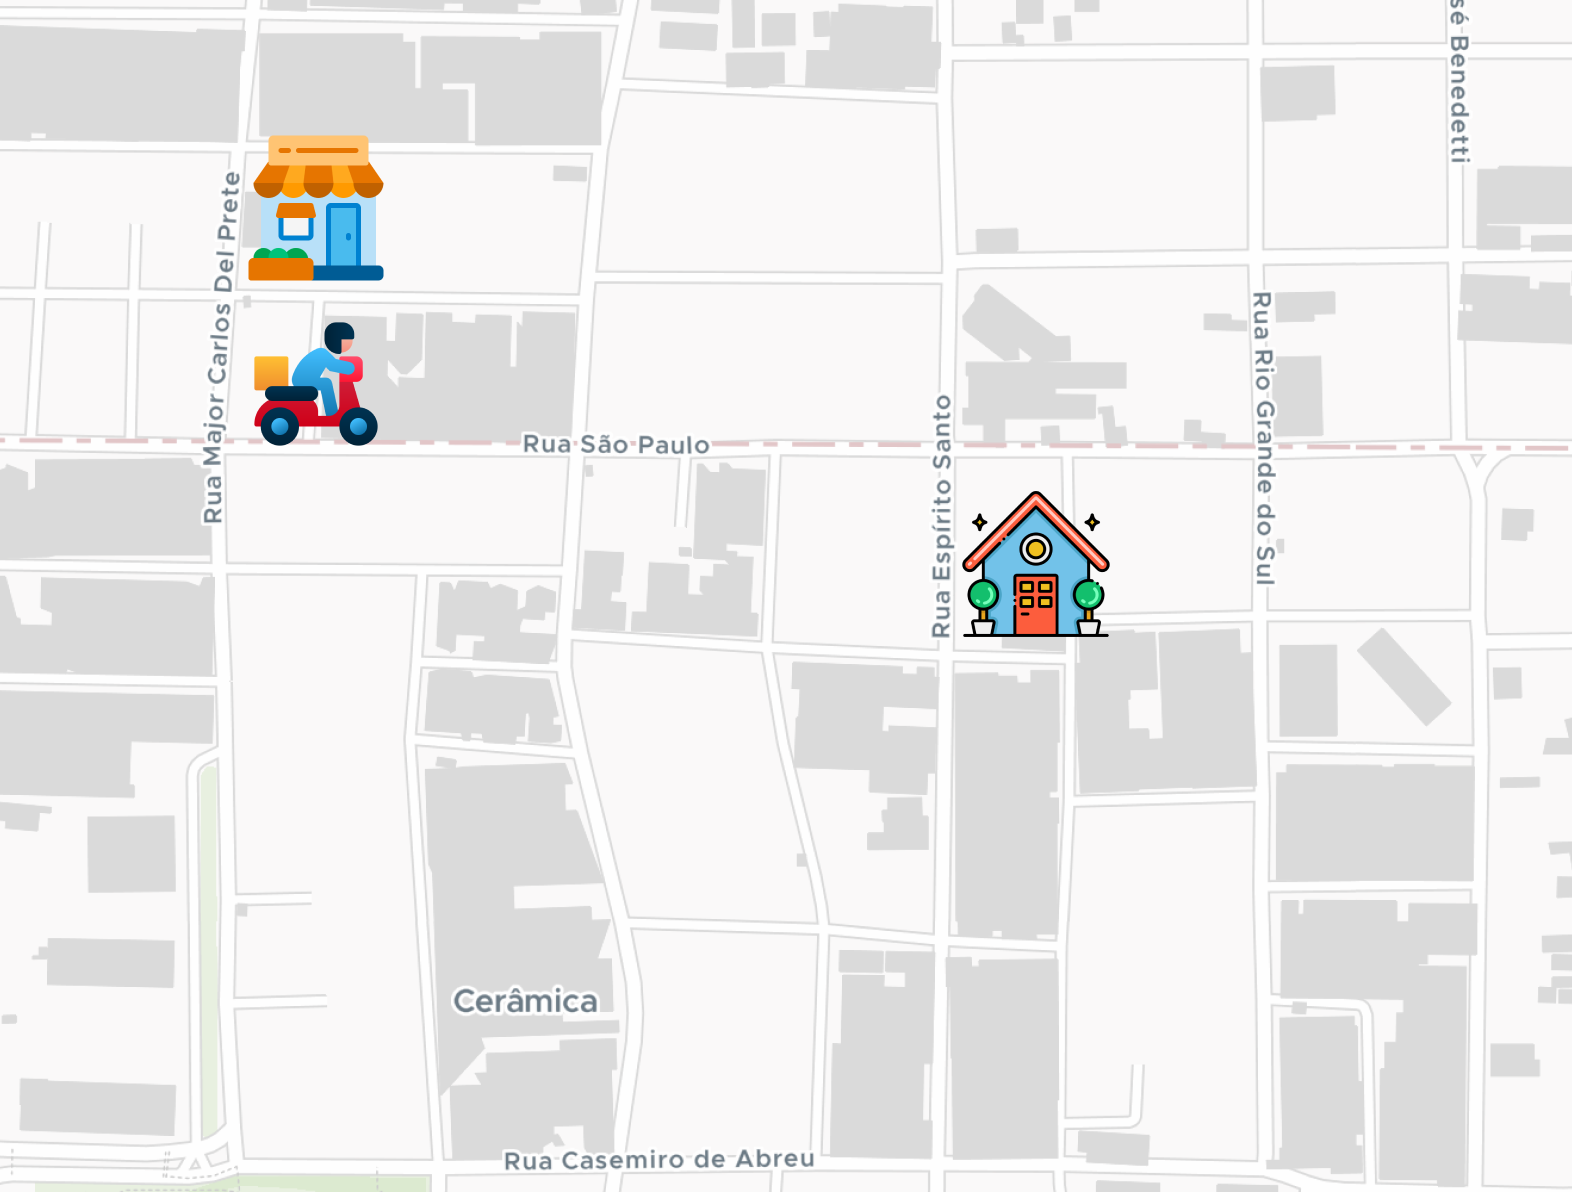 sé Benedetti
Rua Major Carlos Del Prete
Rua São Paulo
Rua Espírito Santo
Rua Rio Grande do Sul
Cerâmica
Rua Casemiro de Abreu